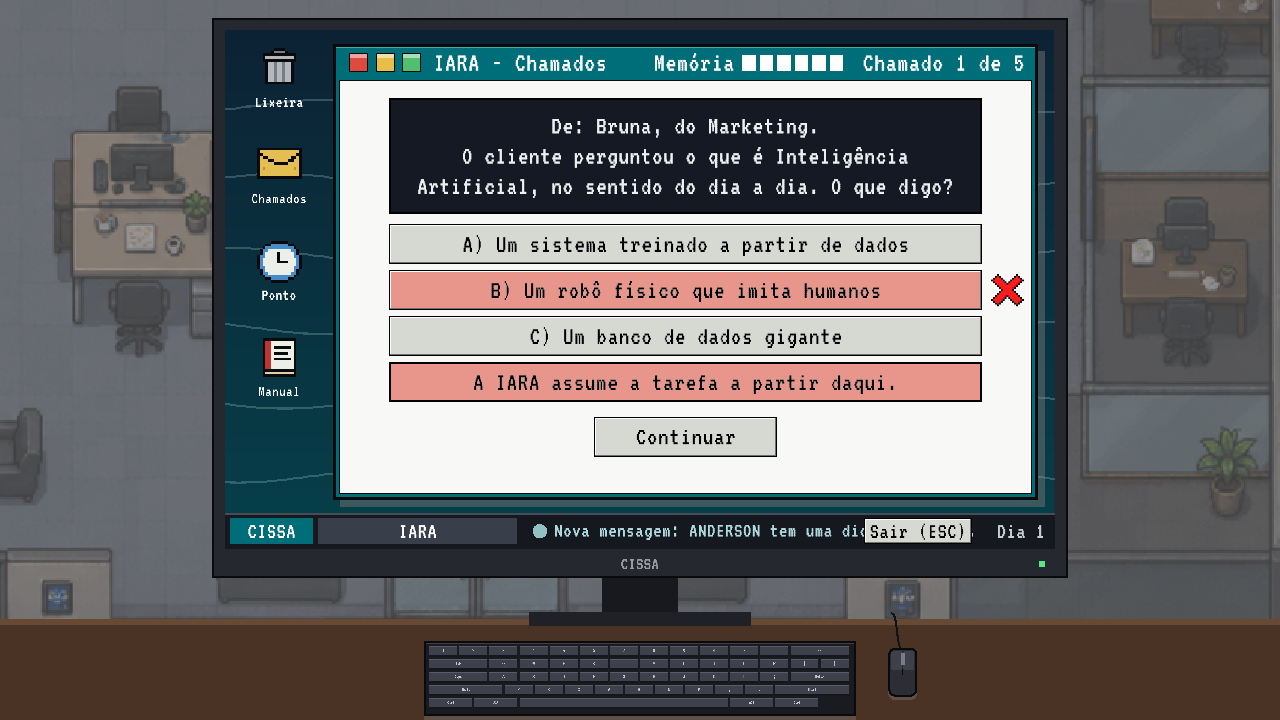 IARA - Chamados
Memória
Chamado 1 de 5
Lixeira
Chamados
Ponto
Manual
De: Bruna, do Marketing.
O cliente perguntou o que é Inteligência
Artificial, no sentido do dia a dia. O que digo?
A) Um sistema treinado a partir de dados
B) Um robô físico que imita humanos
C) Um banco de dados gigante
A IARA assume a tarefa a partir daqui.
Continuar
CISSA
IARA
Nova mensagem: ANDERSON tem uma
Sair (ESC)
Dia 1
CISSA